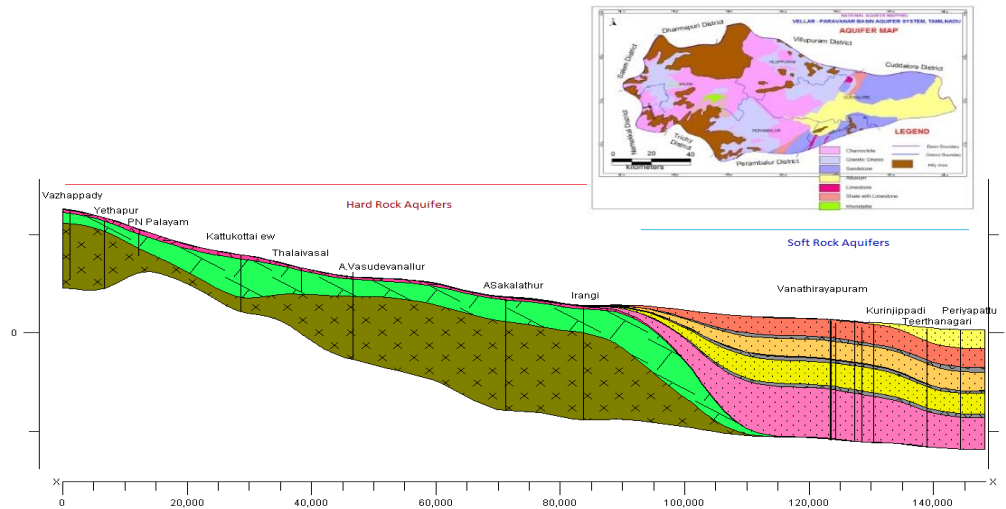 NATIONAL AQUIFER MAPPING
VELLAR - PARAVANAR BASIN AQUIFER SYSTEM, TAMILNADU
AQUIFER MAP
Dharmapuri District
Villupuram District
Cuddalore District
Salem District
Namakkal District
Trichy District
Perambalur District
VILLUPURAM
SALEM
CUDDALORE
PERAMBALUR
LEGEND
Charnockite
Granitic Gneiss
Sandstone
Alluvium
Limestone
Shale with Limestone
Khondalite
Basin Boundary
District Boundary
Hilly Area
0 20 40
kilometers
Hard Rock Aquifers
Soft Rock Aquifers
Vazhappady
Yethapur
PN Palayam
Kattukottai ew
Thalaivasal
A.Vasudevanallur
ASakalathur
Irangi
Vanathirayapuram
Kurinjippadi
Teerthanagari
Periyapattu
0
X
X
0 20,000 40,000 60,000 80,000 100,000 120,000 140,000